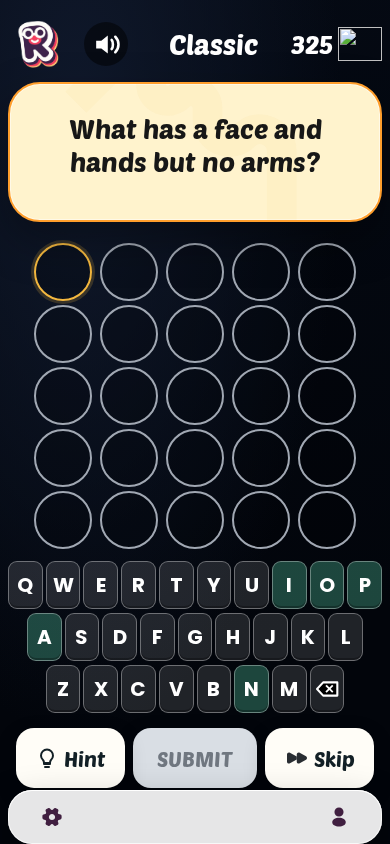 R
Classic
325
What has a face and
hands but no arms?
Q W E R T Y U I O P
A S D F G H J K L
Z X C V B N M
Hint
SUBMIT
Skip